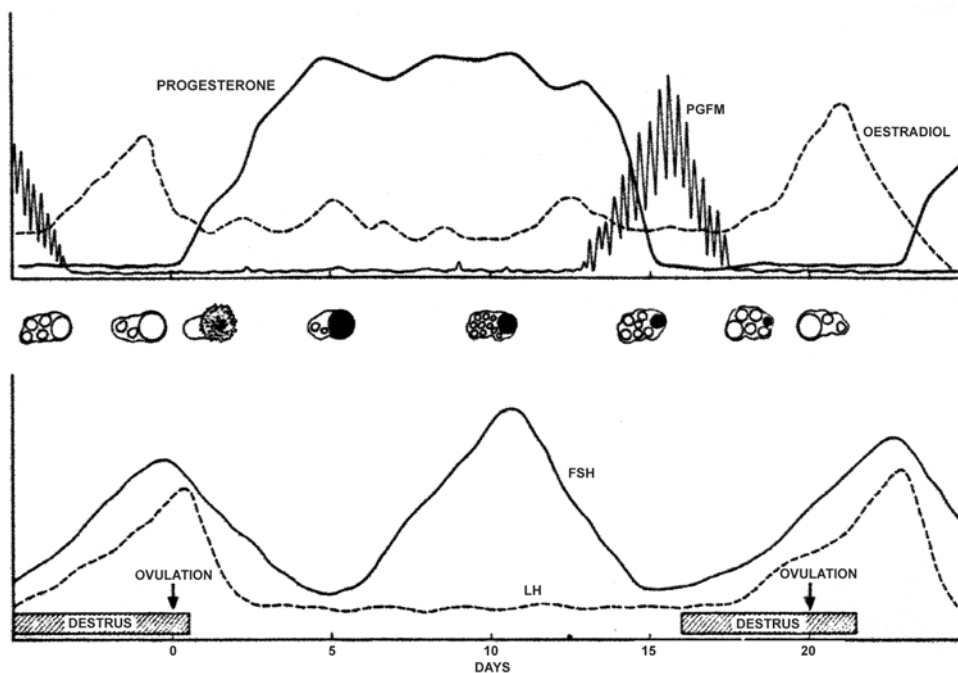 PROGESTERONE
PGFM
OESTRADIOL
FSH
OVULATION
OVULATION
LH
DESTRUS
DESTRUS
0 5 10 15 20
DAYS